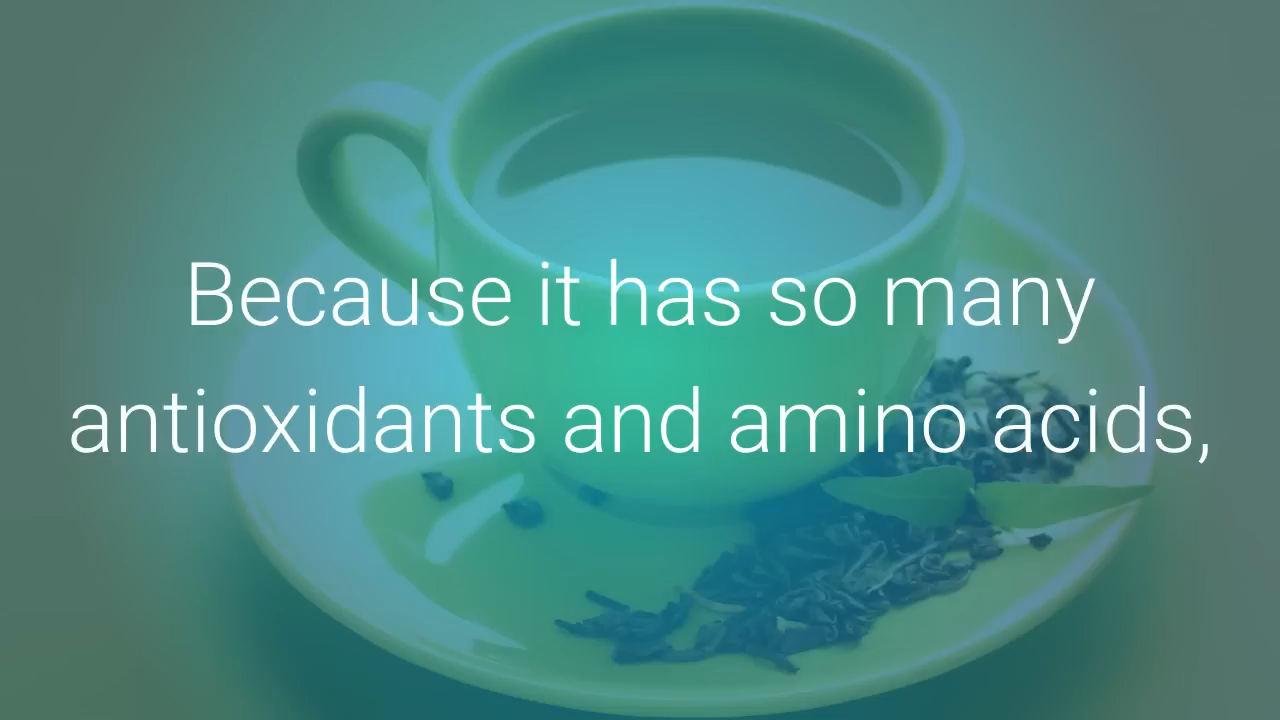 Because it has so many
antioxidants and amino acids,